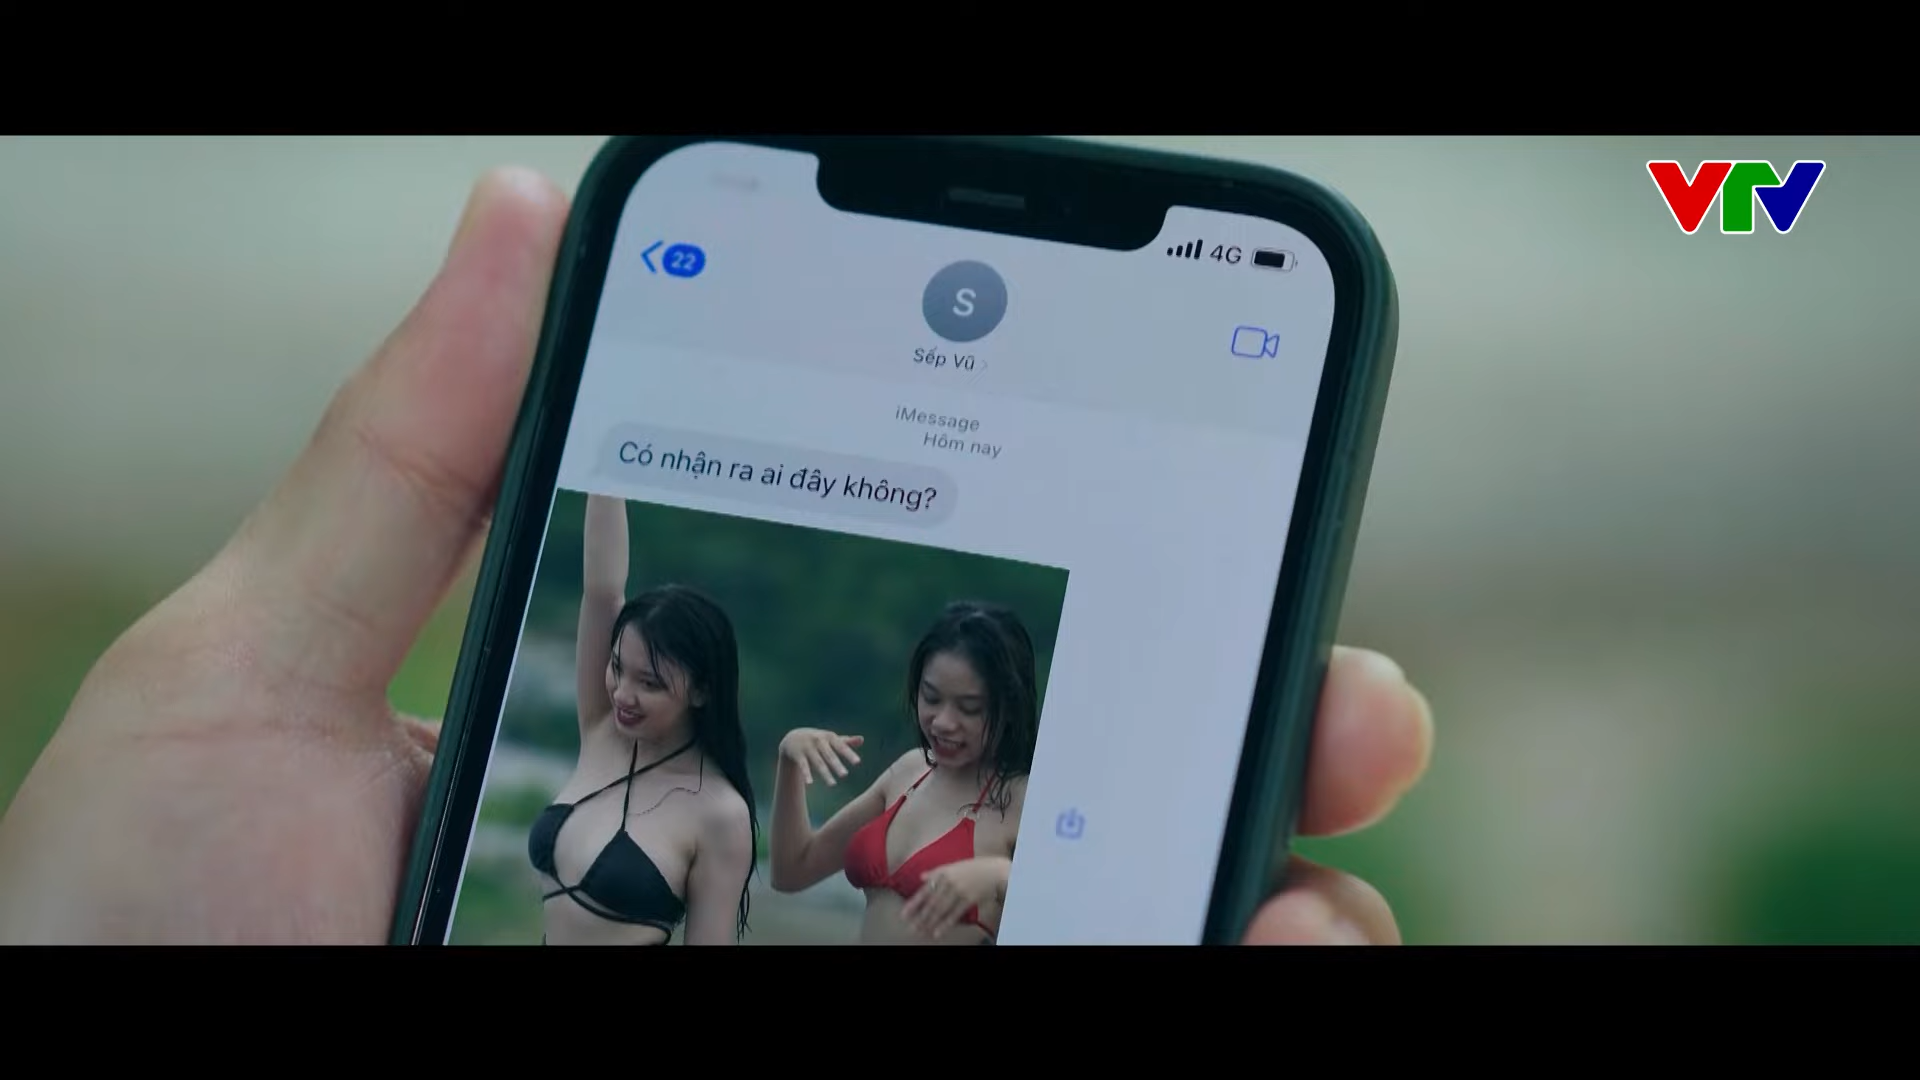 VTV
4G
22
S
Sếp Vũ
iMessage
Hôm nay
Có nhận ra ai đây không?